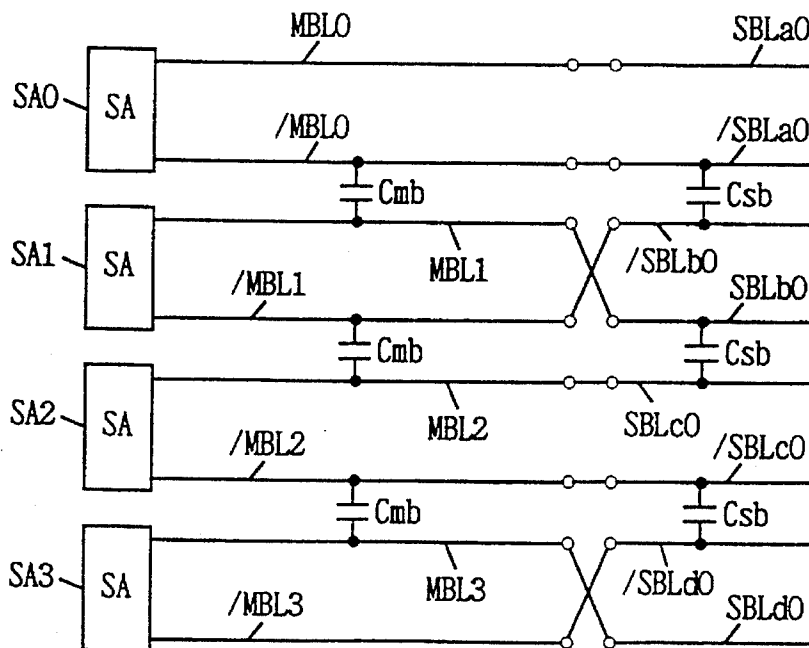 MBL0 SBLa0
SA0 SA
/MBL0 /SBLa0
Cmb Csb
SA1 SA
MBL1 /SBLb0
/MBL1 SBLb0
Cmb Csb
SA2 SA
MBL2 SBLc0
/MBL2 /SBLc0
Cmb Csb
SA3 SA
MBL3 /SBLd0
/MBL3 SBLd0